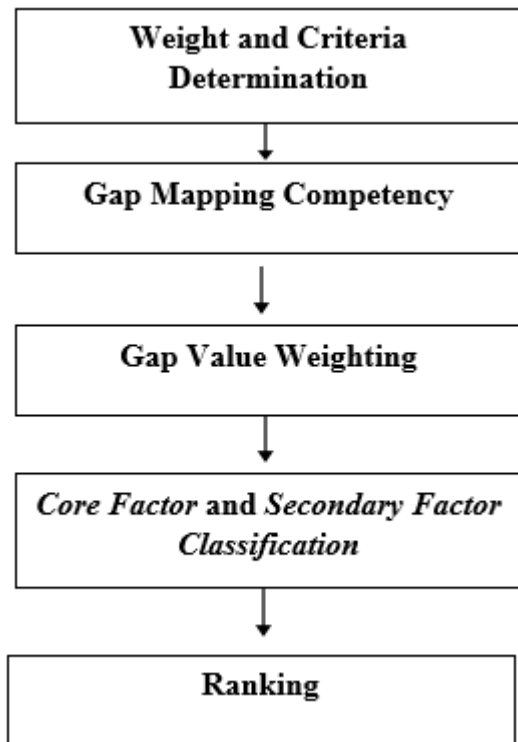 Weight and Criteria
Determination
Gap Mapping Competency
Gap Value Weighting
Core Factor and Secondary Factor
Classification
Ranking